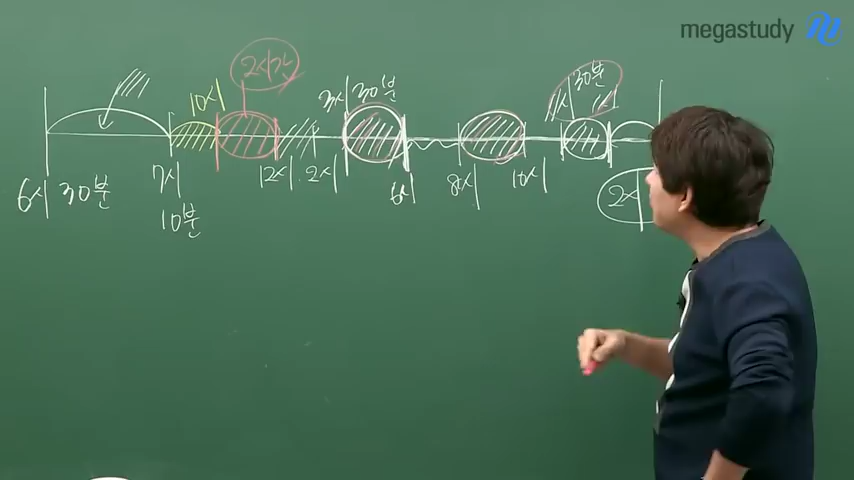 megastudy
2시간
10시
3시 30분
11시 30분
1시
6시 30분
7시
10분
12시
2시
6시
8시
10시
2시